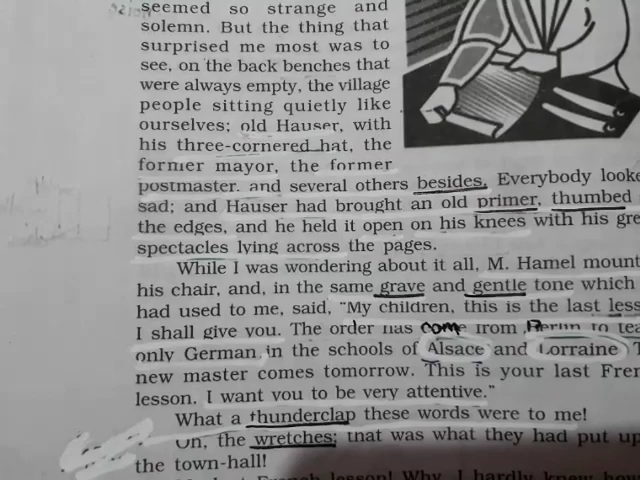 seemed so strange and
solemn. But the thing that
surprised me most was to
see, on the back benches that
were always empty, the village
people sitting quietly like
ourselves; old Hauser, with
his three-cornered hat, the
former mayor, the former
postmaster. and several others besides. Everybody looke
sad; and Hauser had brought an old primer, thumbed
the edges, and he held it open on his knees with his gre
spectacles lying across the pages.
While I was wondering about it all, M. Hamel mount
his chair, and, in the same grave and gentle tone which
had used to me, said, “My children, this is the last less
I shall give you. The order has come from Berlin to tea
only German in the schools of Alsace and Lorraine
new master comes tomorrow. This is your last Fren
lesson. I want you to be very attentive.”
What a thunderclap these words were to me!
Oh, the wretches; that was what they had put up
the town-hall!
last French lesson! Why, I hardly knew how